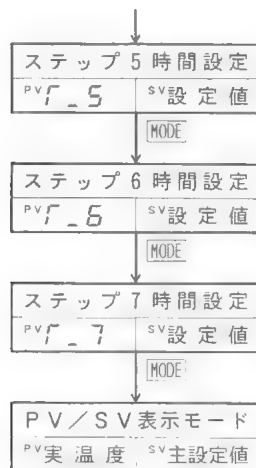 ステップ5時間設定
PV r_5 SV設定値
MODE
ステップ6時間設定
PV r_6 SV設定値
MODE
ステップ7時間設定
PV r_7 SV設定値
MODE
PV/SV表示モード
PV実温度 SV主設定値